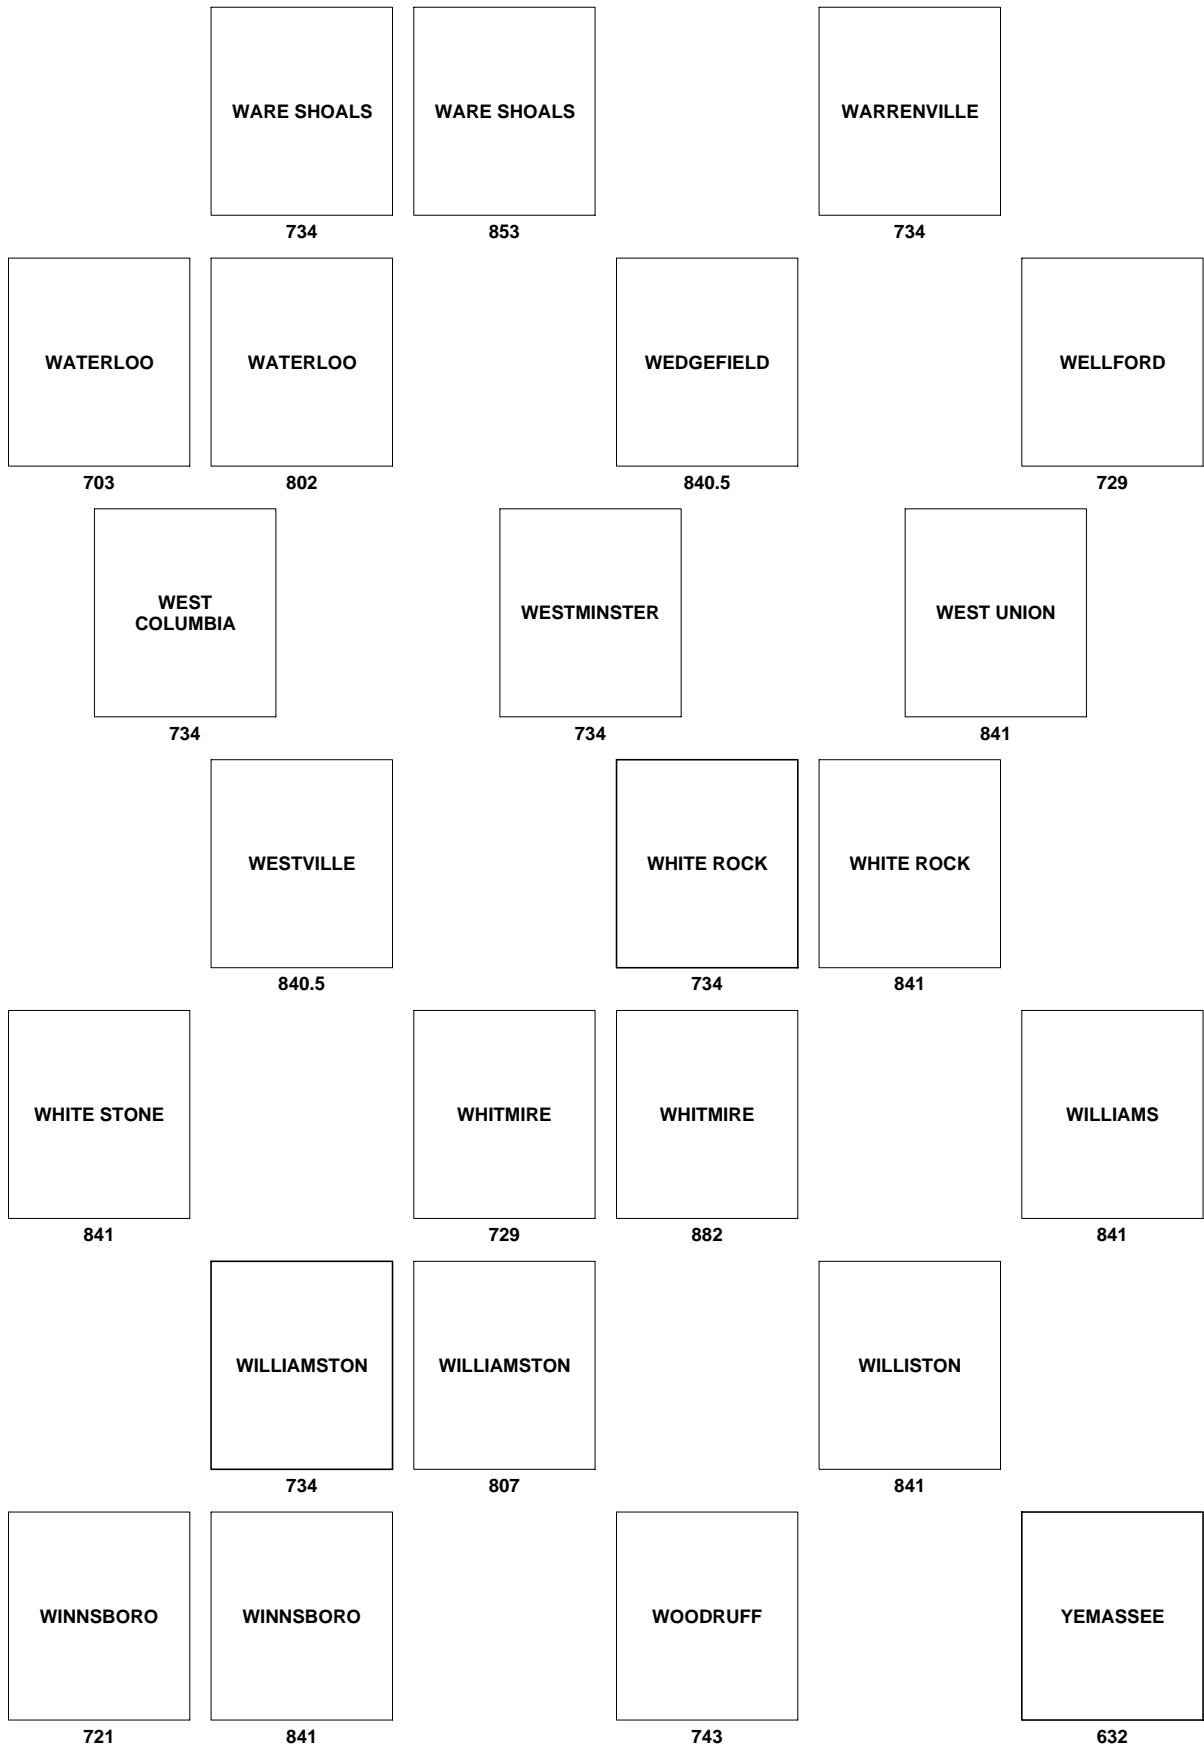 WARE SHOALS WARE SHOALS WARRENVILLE
734 853 734
WATERLOO WATERLOO WEDGEFIELD WELLFORD
703 802 840.5 729
WEST
COLUMBIA
WESTMINSTER WEST UNION
734 734 841
WESTVILLE WHITE ROCK WHITE ROCK
840.5 734 841
WHITE STONE WHITMIRE WHITMIRE WILLIAMS
841 729 882 841
WILLIAMSTON WILLIAMSTON WILLISTON
734 807 841
WINNSBORO WINNSBORO WOODRUFF YEMASSEE
721 841 743 632